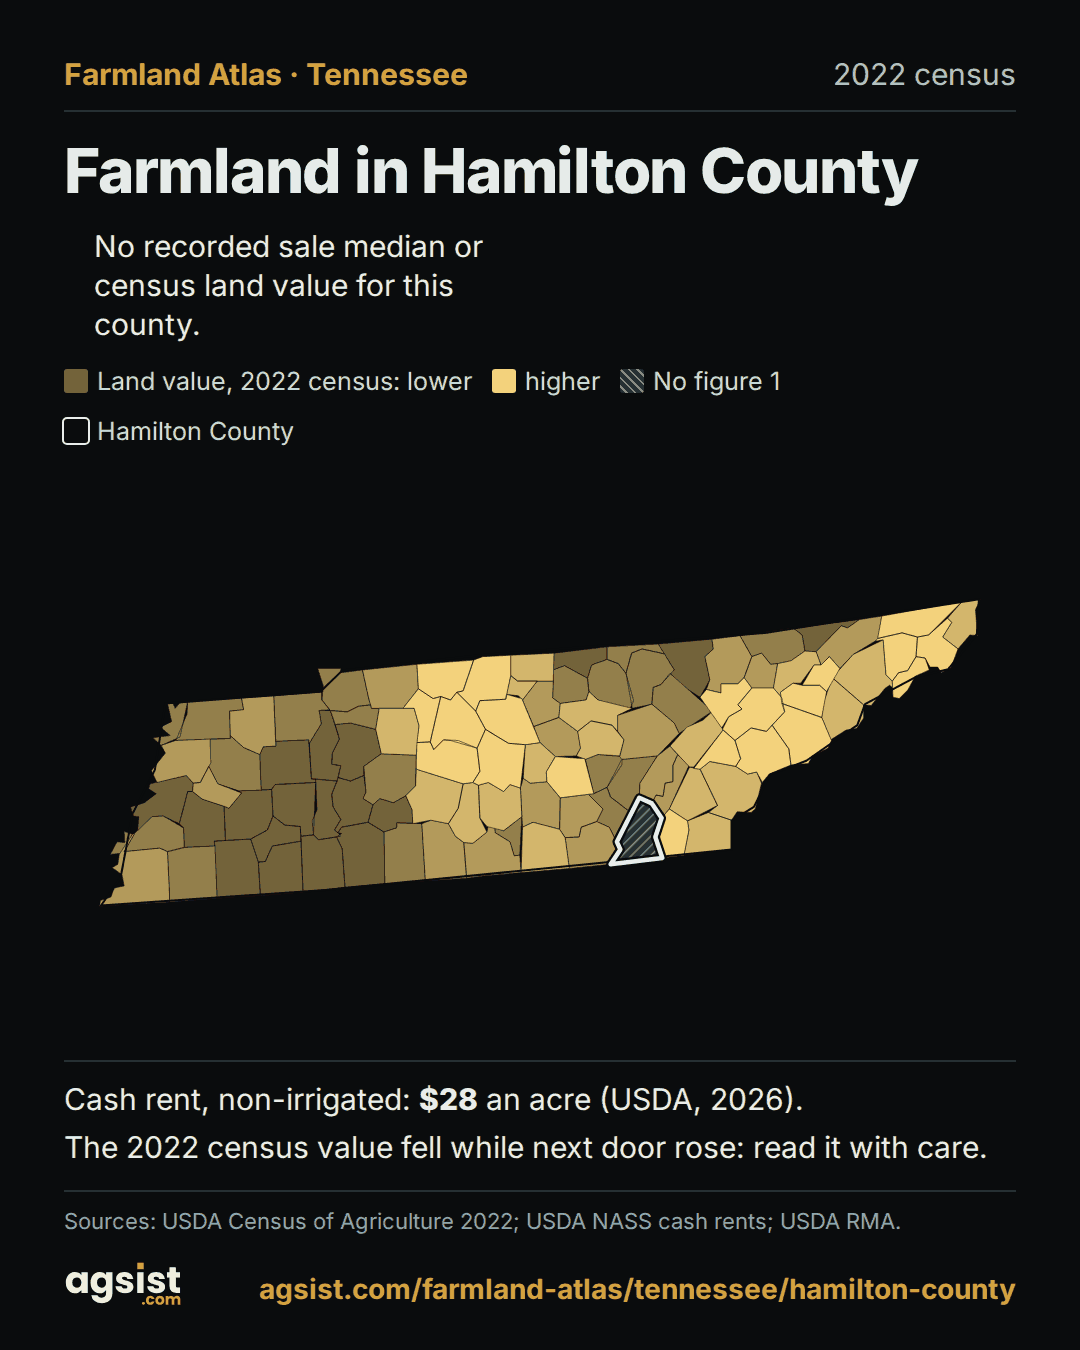 Farmland Atlas · Tennessee
2022 census
Farmland in Hamilton County
No recorded sale median or
census land value for this
county.
Land value, 2022 census: lower
higher
No figure 1
Hamilton County
Cash rent, non-irrigated: $28 an acre (USDA, 2026).
The 2022 census value fell while next door rose: read it with care.
Sources: USDA Census of Agriculture 2022; USDA NASS cash rents; USDA RMA.
agsist
.com
agsist.com/farmland-atlas/tennessee/hamilton-county